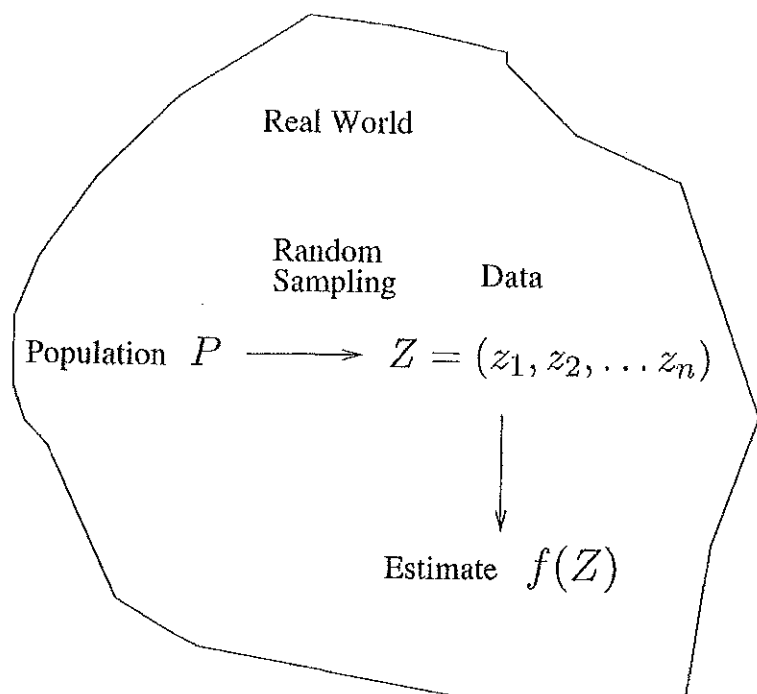 Real World
Random
Sampling
Data
Population P
Z = (z₁, z₂, … zₙ)
Estimate f(Z)